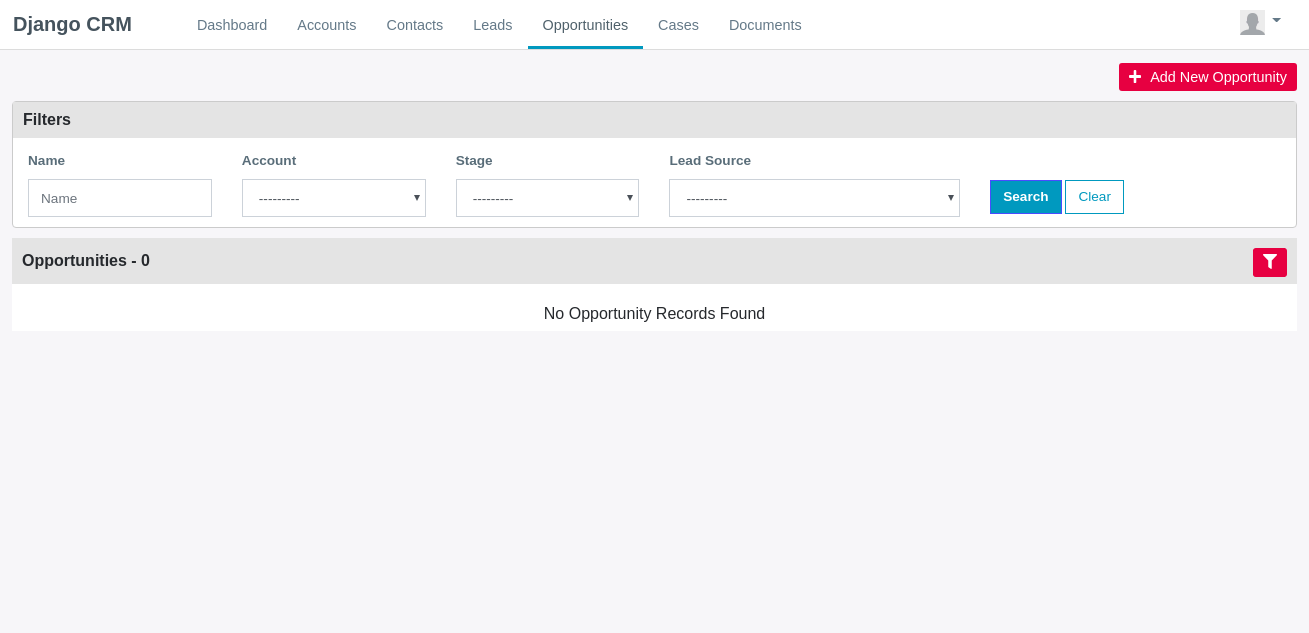 Django CRM Dashboard Accounts Contacts Leads Opportunities Cases Documents
Add New Opportunity
Filters
Name Account Stage Lead Source
Name --------- --------- --------- Search Clear
Opportunities - 0
No Opportunity Records Found